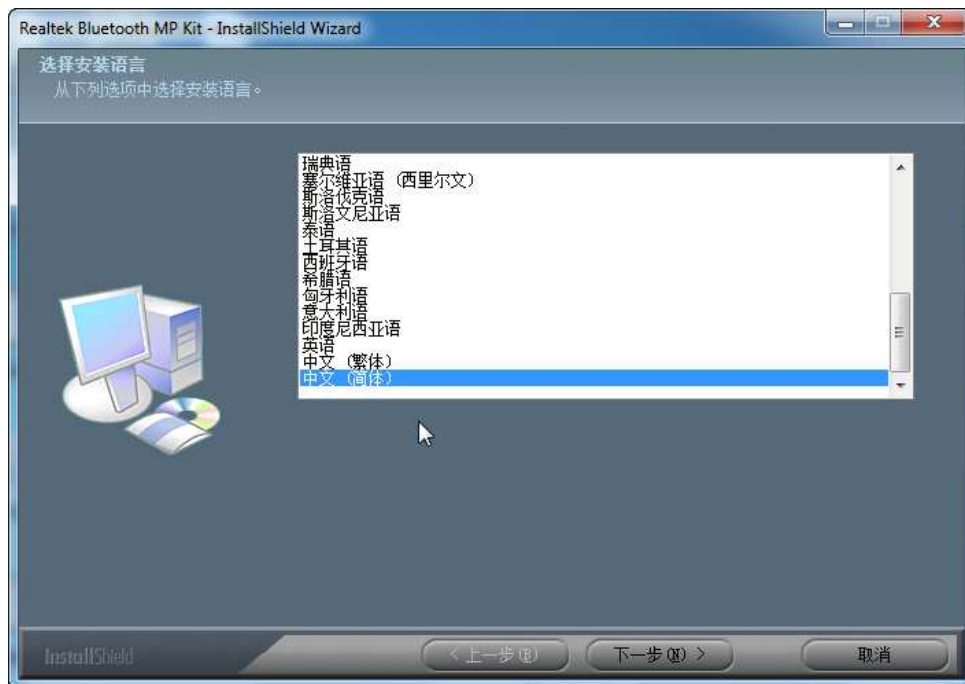 Realtek Bluetooth MP Kit - InstallShield Wizard
选择安装语言
从下列选项中选择安装语言。
瑞典语
塞尔维亚语 (西里尔文)
斯洛伐克语
斯洛文尼亚语
泰语
土耳其语
西班牙语
希腊语
匈牙利语
意大利语
印度尼西亚语
英语
中文 (繁体)
中文 (简体)
InstallShield
< 上一步(B)
下一步(N) >
取消